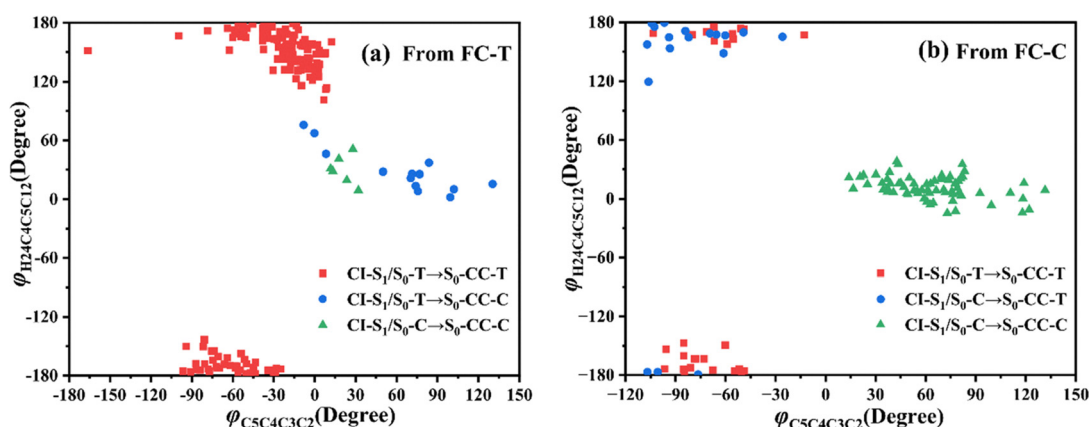 180
120
60
0
-60
-120
-180
φH24C4C5C12(Degree)
(a) From FC-T
CI-S1/S0-T→S0-CC-T
CI-S1/S0-T→S0-CC-C
CI-S1/S0-C→S0-CC-C
-180 -150 -120 -90 -60 -30 0 30 60 90 120 150
φC5C4C3C2(Degree)
180
120
60
0
−60
−120
−180
φH24C4C5C12(Degree)
(b) From FC-C
CI-S1/S0-T→S0-CC-T
CI-S1/S0-C→S0-CC-T
CI-S1/S0-C→S0-CC-C
−120 −90 −60 −30 0 30 60 90 120 150 180
φC5C4C3C2(Degree)